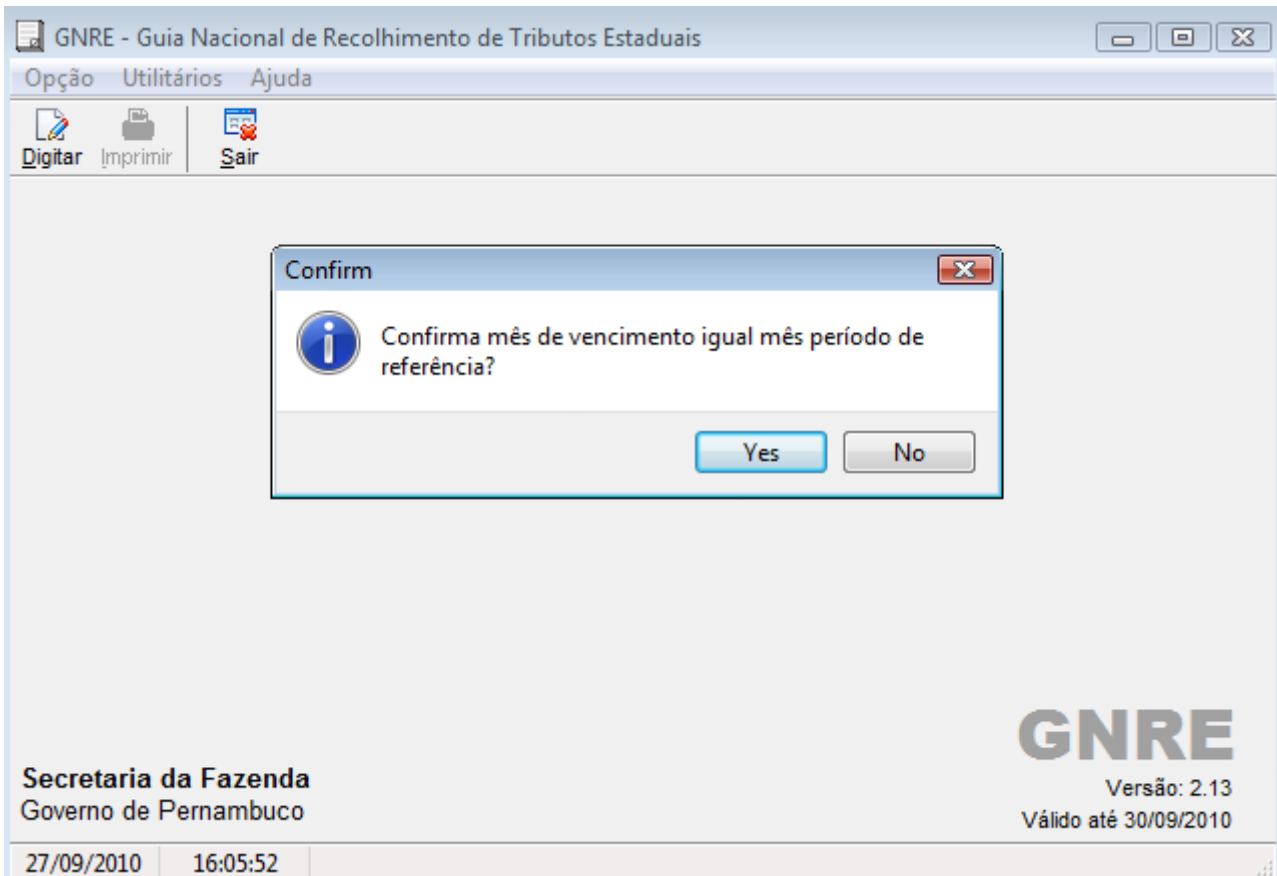 GNRE - Guia Nacional de Recolhimento de Tributos Estaduais
Opção Utilitários Ajuda
Digitar Imprimir Sair
Confirm
Confirma mês de vencimento igual mês período de
referência?
Yes No
GNRE
Secretaria da Fazenda
Versão: 2.13
Governo de Pernambuco
Válido até 30/09/2010
27/09/2010 16:05:52